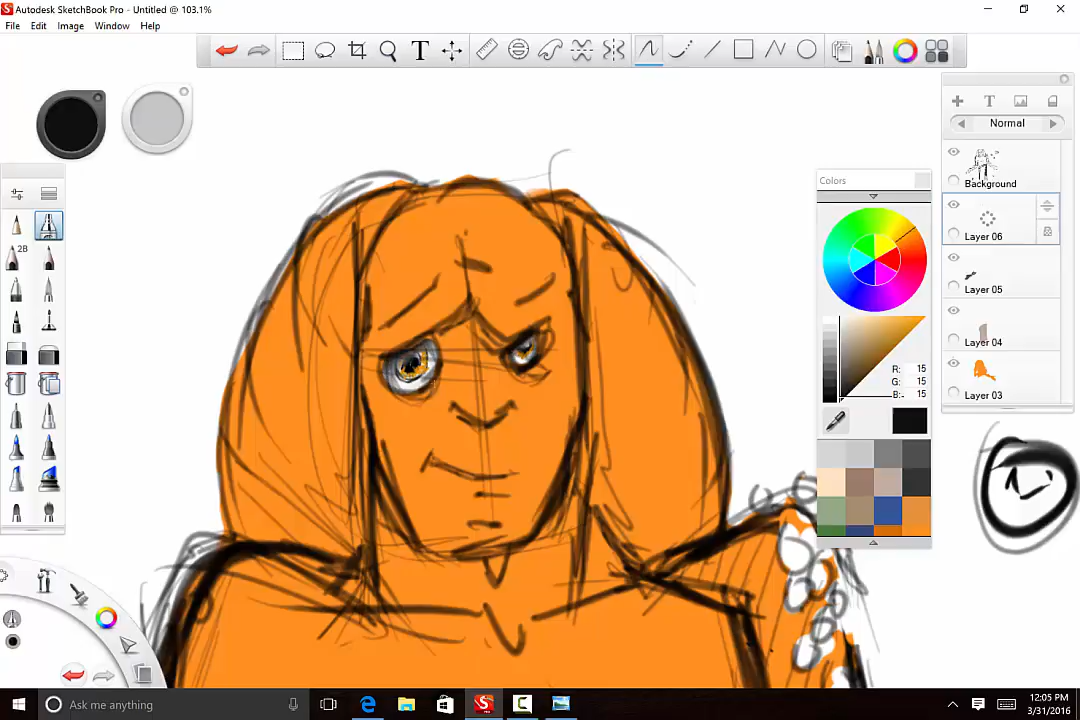 Autodesk SketchBook Pro - Untitled @ 103.1%
File Edit Image Window Help
T
T
Normal
Background
Layer 06
Layer 05
Layer 04
Layer 03
Colors
R: 15
G: 15
B: 15
2B
Ask me anything
12:05 PM
3/31/2016